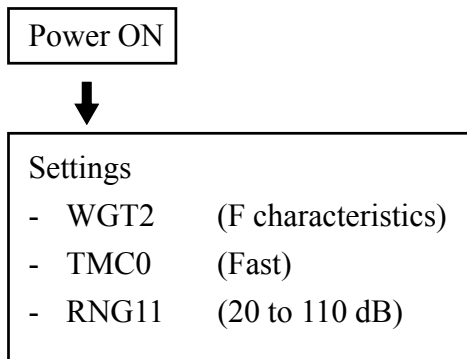 Power ON
Settings
- WGT2 (F characteristics)
- TMC0 (Fast)
- RNG11 (20 to 110 dB)